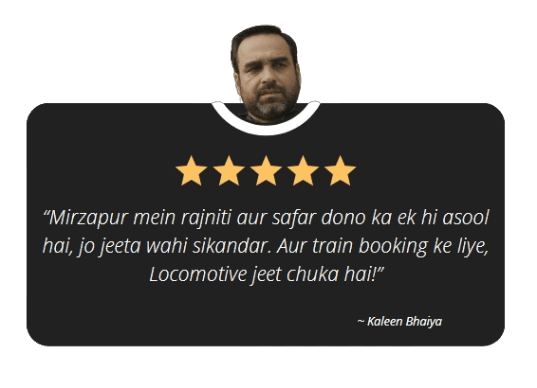 “Mirzapur mein rajniti aur safar dono ka ek hi asool
hai, jo jeeta wahi sikandar. Aur train booking ke liye,
Locomotive jeet chuka hai!”
~ Kaleen Bhaiya